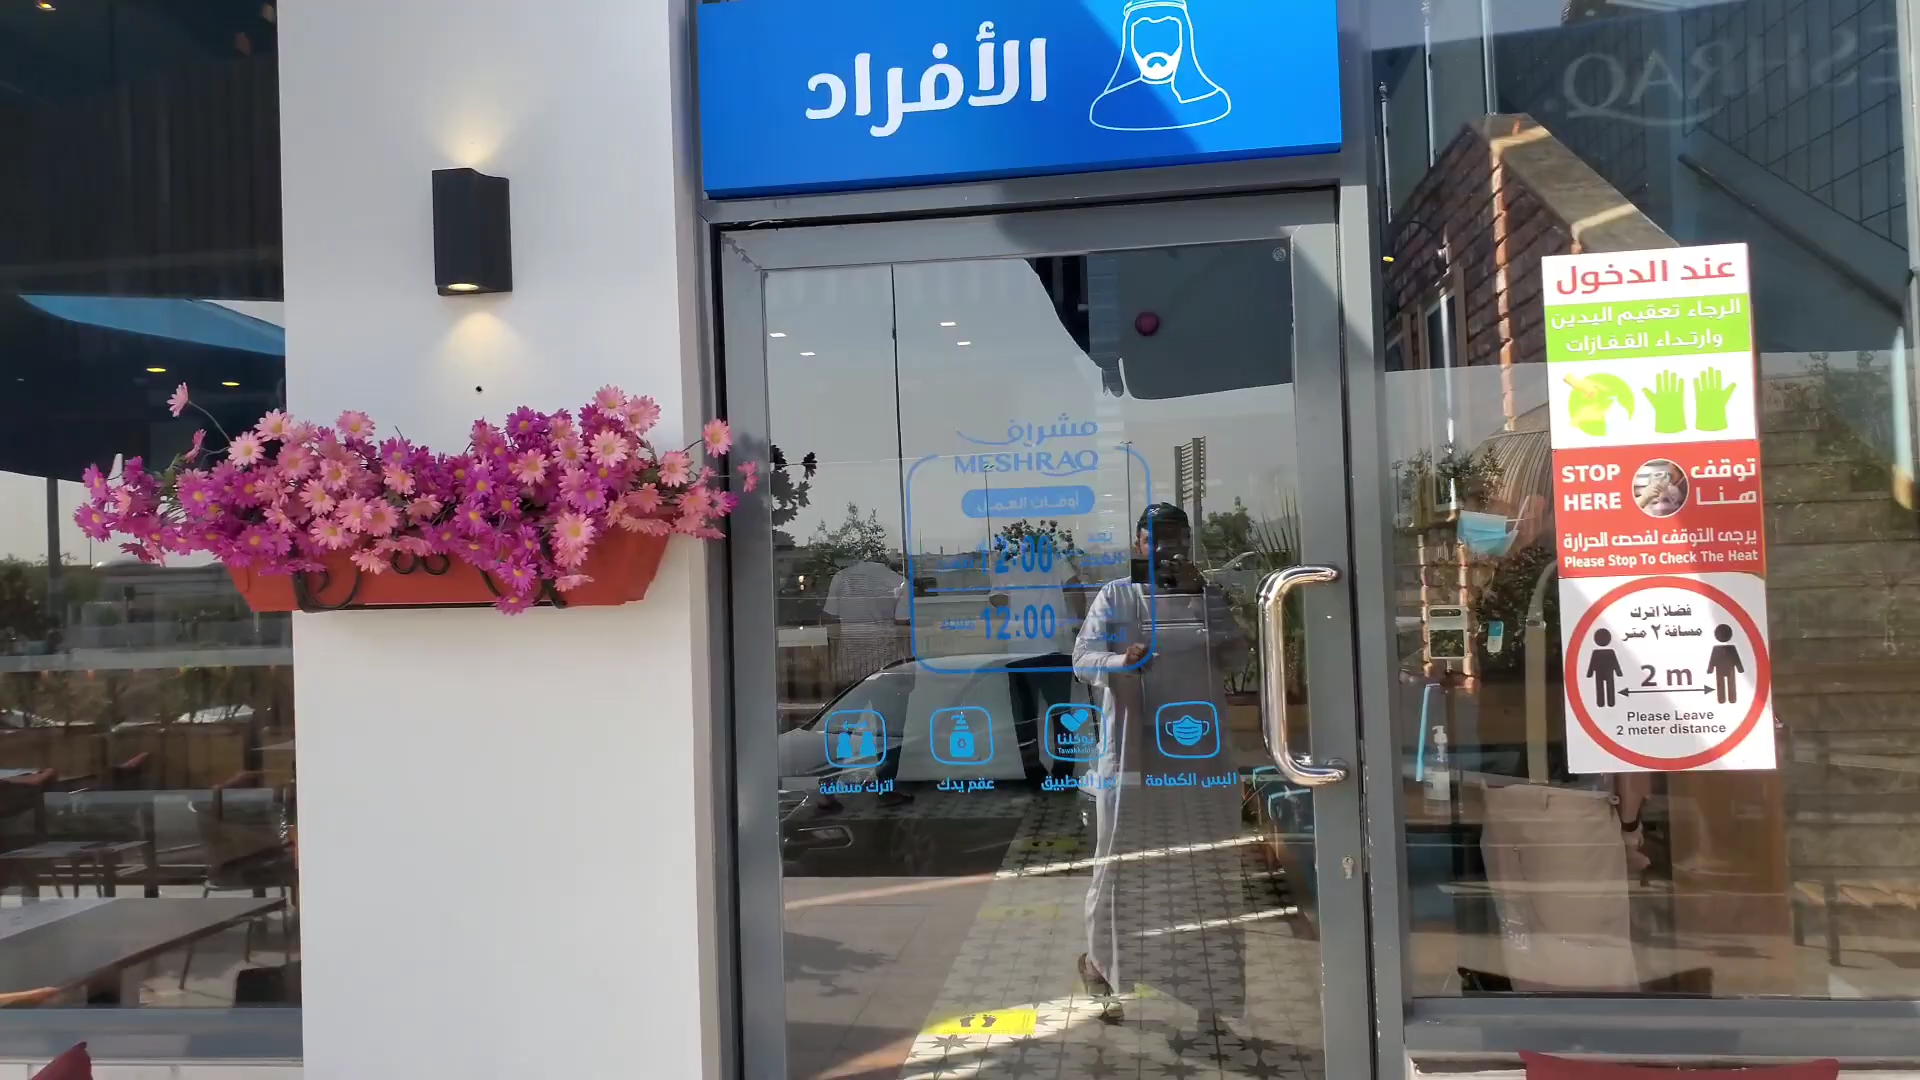 الأفراد
مشراق
MESHRAQ
أوقات العمل
12:00
12:00
اترك مسافة
عقم يدك
توكلنا
Tawakkalna
التطبيق
البس الكمامة
عند الدخول
الرجاء تعقيم اليدين
وارتداء القفازات
STOP HERE
توقف هنا
يرجى التوقف لفحص الحرارة
Please Stop To Check The Heat
فضلاً اترك
مسافة ٢ متر
2 m
Please Leave
2 meter distance